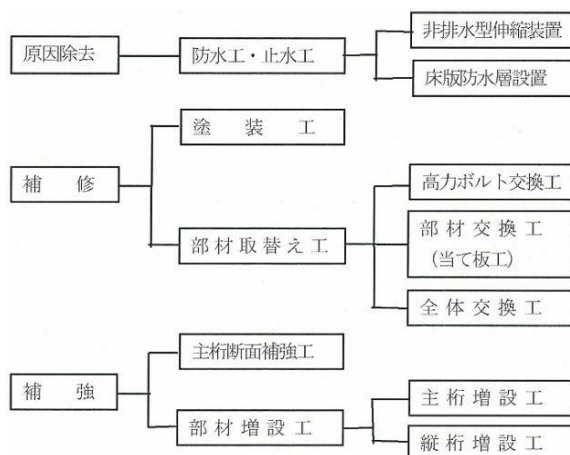 非排水型伸縮装置
原因除去
防水工・止水工
床版防水層設置
塗装工
補修
高力ボルト交換工
部材取替え工
部材交換工
(当て板工)
全体交換工
主桁断面補強工
補強
主桁増設工
部材増設工
縦桁増設工